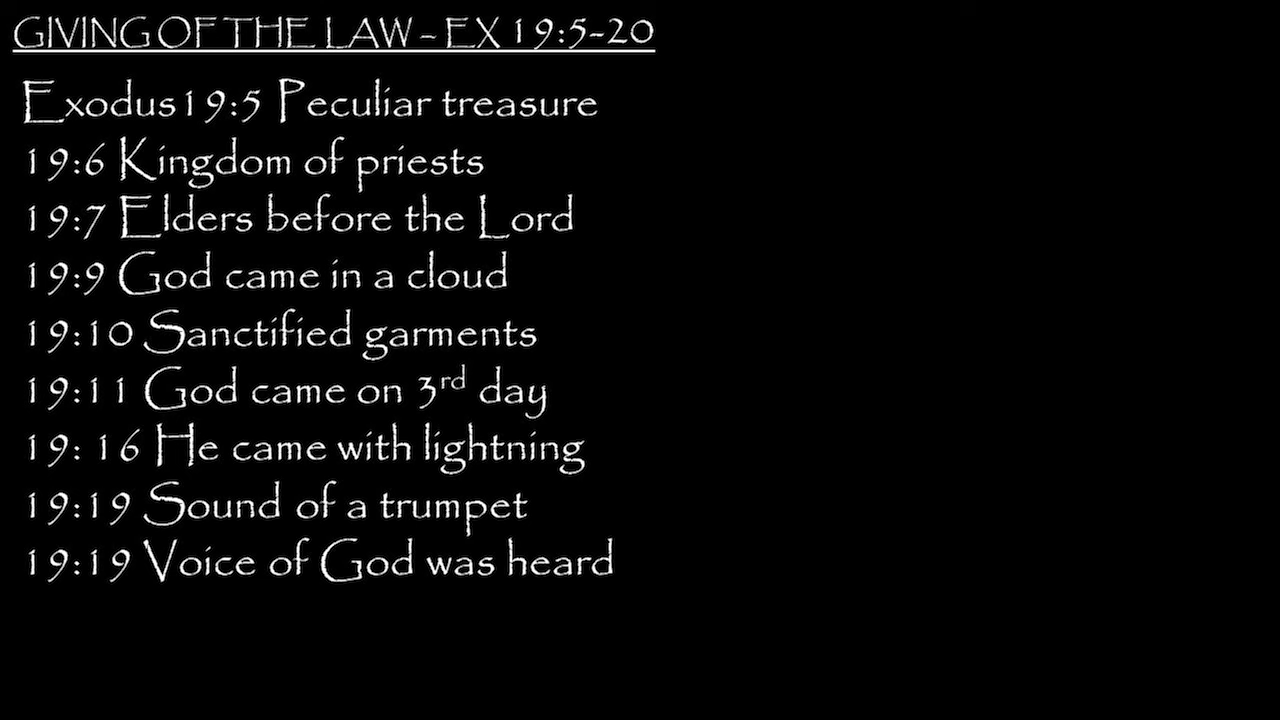 GIVING OF THE LAW - EX 19:5-20
Exodus19:5 Peculiar treasure
19:6 Kingdom of priests
19:7 Elders before the Lord
19:9 God came in a cloud
19:10 Sanctified garments
19:11 God came on 3rd day
19: 16 He came with lightning
19:19 Sound of a trumpet
19:19 Voice of God was heard